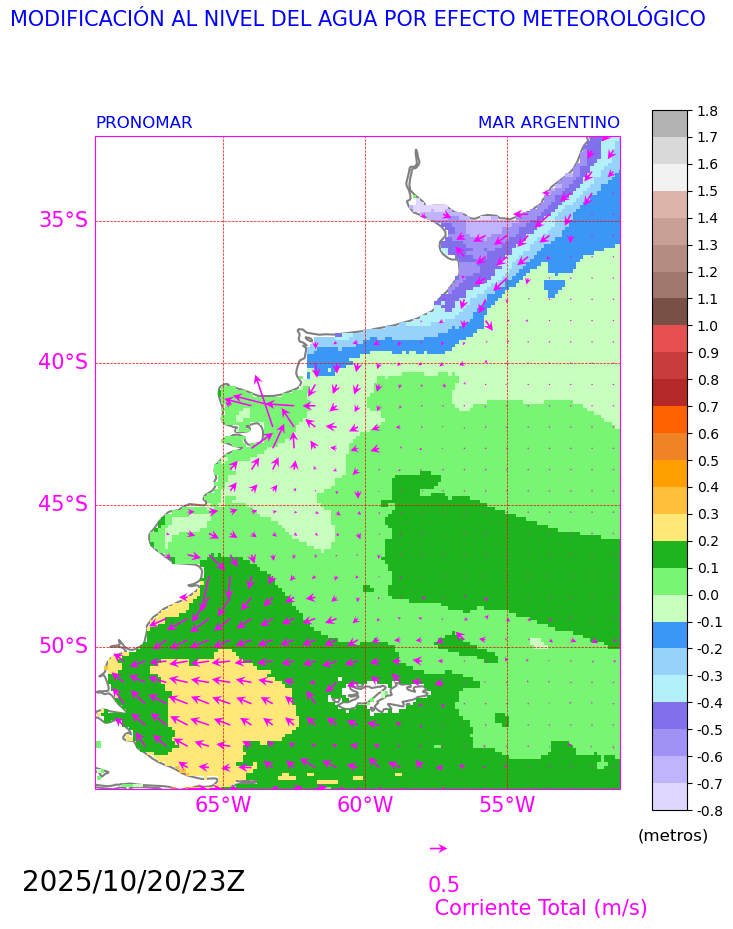 MODIFICACIÓN AL NIVEL DEL AGUA POR EFECTO METEOROLÓGICO
PRONOMAR MAR ARGENTINO
1.8
1.7
1.6
1.5
1.4
1.3
1.2
1.1
1.0
0.9
0.8
0.7
0.6
0.5
0.4
0.3
0.2
0.1
0.0
-0.1
-0.2
-0.3
-0.4
-0.5
-0.6
-0.7
-0.8
(metros)
35°S
40°S
45°S
50°S
65°W 60°W 55°W
2025/10/20/23Z
0.5
Corriente Total (m/s)